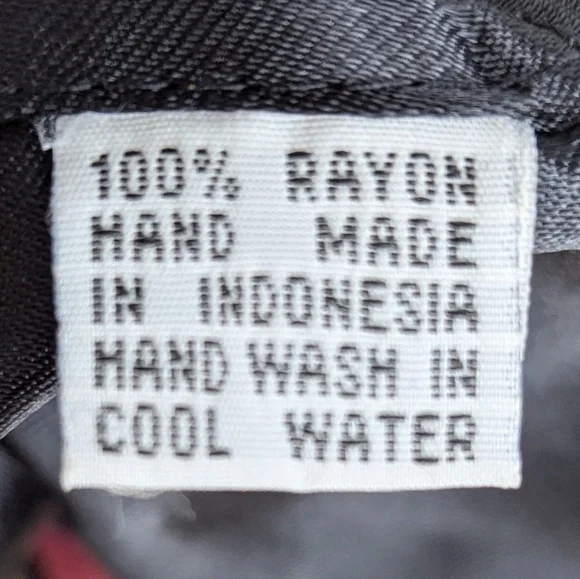 100% RAYON
HAND MADE
IN INDONESIA
HAND WASH IN
COOL WATER